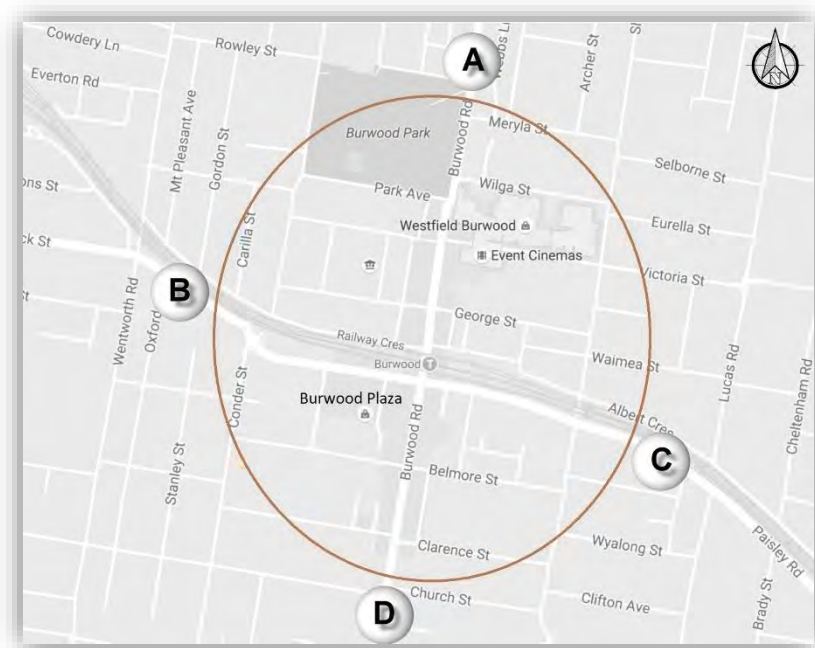 Cowdery Ln
Rowley St
A
Webbs Ln
Archer St
N
Everton Rd
Mt Pleasant Ave
Gordon St
Burwood Park
Burwood Rd
Meryla St
Selborne St
Park Ave
Wilga St
Carilla St
Westfield Burwood
Eurella St
Event Cinemas
Victoria St
B
Wentworth Rd
George St
Railway Cres
Burwood
T
Waimea St
Lucas Rd
Cheltenham Rd
Conder St
Burwood Plaza
Burwood Rd
Albert Cres
C
Stanley St
Belmore St
Clarence St
Wyalong St
Paisley Rd
D
Church St
Clifton Ave
Brady St